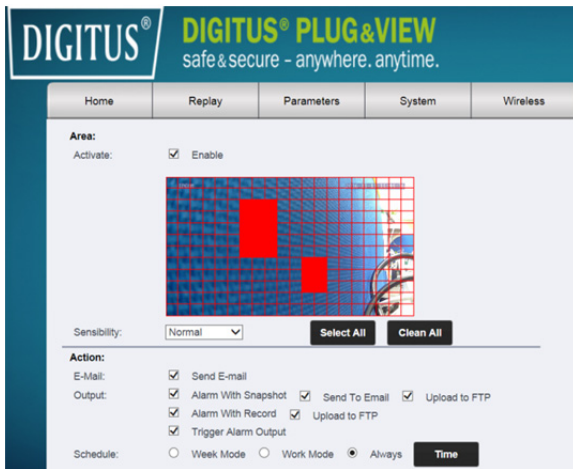 DIGITUS® DIGITUS® PLUG&VIEW
safe & secure – anywhere. anytime.
Home Replay Parameters System Wireless
Area:
Activate: Enable
Sensibility: Normal Select All Clean All
Action:
E-Mail: Send E-mail
Output: Alarm With Snapshot Send To Email Upload to FTP
Alarm With Record Upload to FTP
Trigger Alarm Output
Schedule: Week Mode Work Mode Always Time